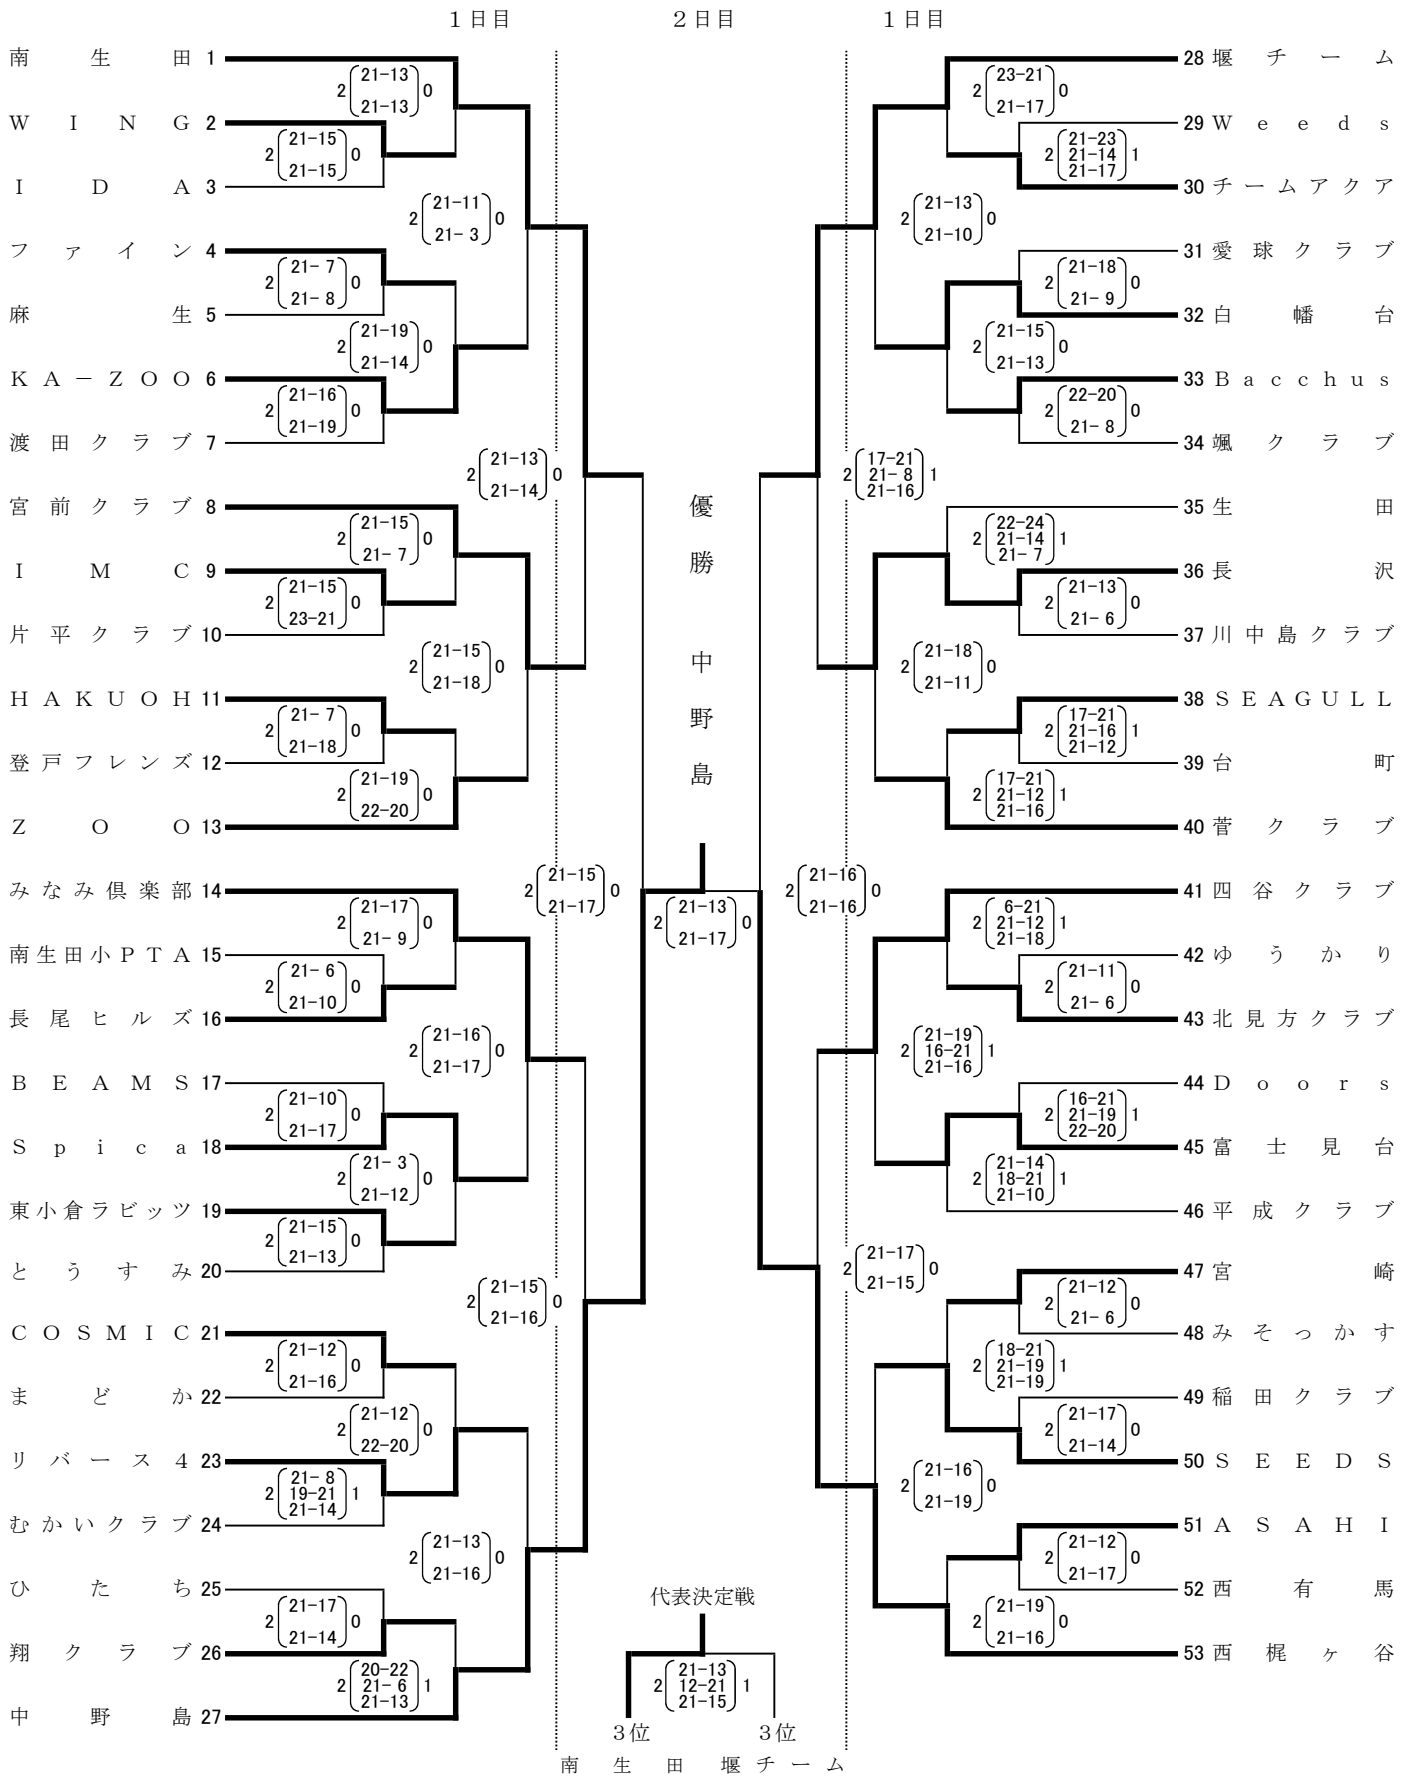 １日目 ２日目 １日目
南生田 1
2 21-13 21-13 0
WING 2
2 21-15 21-15 0
IDA 3
2 21-11 21- 3 0
ファイン 4
2 21- 7 21- 8 0
麻生 5
2 21-19 21-14 0
KA－ZOO 6
2 21-16 21-19 0
渡田クラブ 7
2 21-13 21-14 0
宮前クラブ 8
2 21-15 21- 7 0
IMC 9
2 21-15 23-21 0
片平クラブ 10
2 21-15 21-18 0
HAKUOH 11
2 21- 7 21-18 0
登戸フレンズ 12
2 21-19 22-20 0
ZOO 13
2 21-15 21-17 0
みなみ倶楽部 14
2 21-17 21- 9 0
南生田小PTA 15
2 21- 6 21-10 0
長尾ヒルズ 16
2 21-16 21-17 0
BEAMS 17
2 21-10 21-17 0
Spica 18
2 21- 3 21-12 0
東小倉ラビッツ 19
2 21-15 21-13 0
とうすみ 20
2 21-15 21-16 0
COSMIC 21
2 21-12 21-16 0
まどか 22
2 21-12 22-20 0
リバース４ 23
2 21- 8 19-21 21-14 1
むかいクラブ 24
2 21-13 21-16 0
ひたち 25
2 21-17 21-14 0
翔クラブ 26
2 20-22 21- 6 21-13 1
中野島 27
優勝 中野島
2 21-13 21-17 0
28 堰チーム
2 23-21 21-17 0
29 Weeds
2 21-23 21-14 21-17 1
30 チームアクア
2 21-13 21-10 0
31 愛球クラブ
2 21-18 21- 9 0
32 白幡台
2 21-15 21-13 0
33 Bacchus
2 22-20 21- 8 0
34 颯クラブ
2 17-21 21- 8 21-16 1
35 生田
2 22-24 21-14 21- 7 1
36 長沢
2 21-13 21- 6 0
37 川中島クラブ
2 21-18 21-11 0
38 SEAGULL
2 17-21 21-16 21-12 1
39 台町
2 17-21 21-12 21-16 1
40 菅クラブ
2 21-16 21-16 0
41 四谷クラブ
2 6-21 21-12 21-18 1
42 ゆうかり
2 21-11 21- 6 0
43 北見方クラブ
2 21-19 16-21 21-16 1
44 Doors
2 16-21 21-19 22-20 1
45 富士見台
2 21-14 18-21 21-10 1
46 平成クラブ
2 21-17 21-15 0
47 宮崎
2 21-12 21- 6 0
48 みそっかす
2 18-21 21-19 21-19 1
49 稲田クラブ
2 21-17 21-14 0
50 SEEDS
2 21-16 21-19 0
51 ASAHI
2 21-12 21-17 0
52 西有馬
2 21-19 21-16 0
53 西梶ヶ谷
代表決定戦
2 21-13 12-21 21-15 1
３位 ３位
南生田 堰チーム